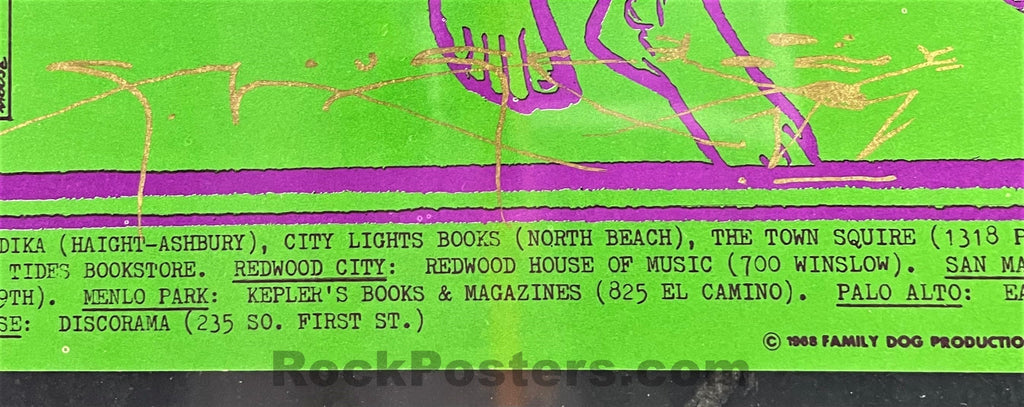 MOUSE
DIKA (HAIGHT-ASHBURY), CITY LIGHTS BOOKS (NORTH BEACH), THE TOWN SQUIRE (1318 P
TIDES BOOKSTORE. REDWOOD CITY: REDWOOD HOUSE OF MUSIC (700 WINSLOW). SAN MA
9TH). MENLO PARK: KEPLER'S BOOKS & MAGAZINES (825 EL CAMINO). PALO ALTO: EA
SE: DISCORAMA (235 SO. FIRST ST.)
© 1968 FAMILY DOG PRODUCTIO
RockPosters.com